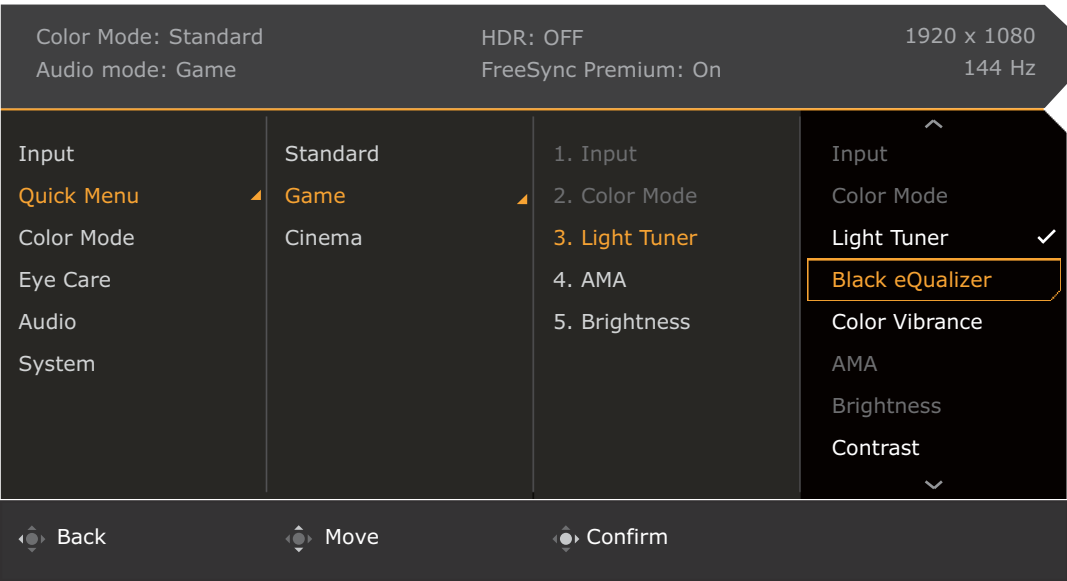 Color Mode: Standard
HDR: OFF
1920 x 1080
Audio mode: Game
FreeSync Premium: On
144 Hz
Input
Quick Menu
Color Mode
Eye Care
Audio
System
Standard
Game
Cinema
1. Input
2. Color Mode
3. Light Tuner
4. AMA
5. Brightness
Input
Color Mode
Light Tuner
Black eQualizer
Color Vibrance
AMA
Brightness
Contrast
Back
Move
Confirm